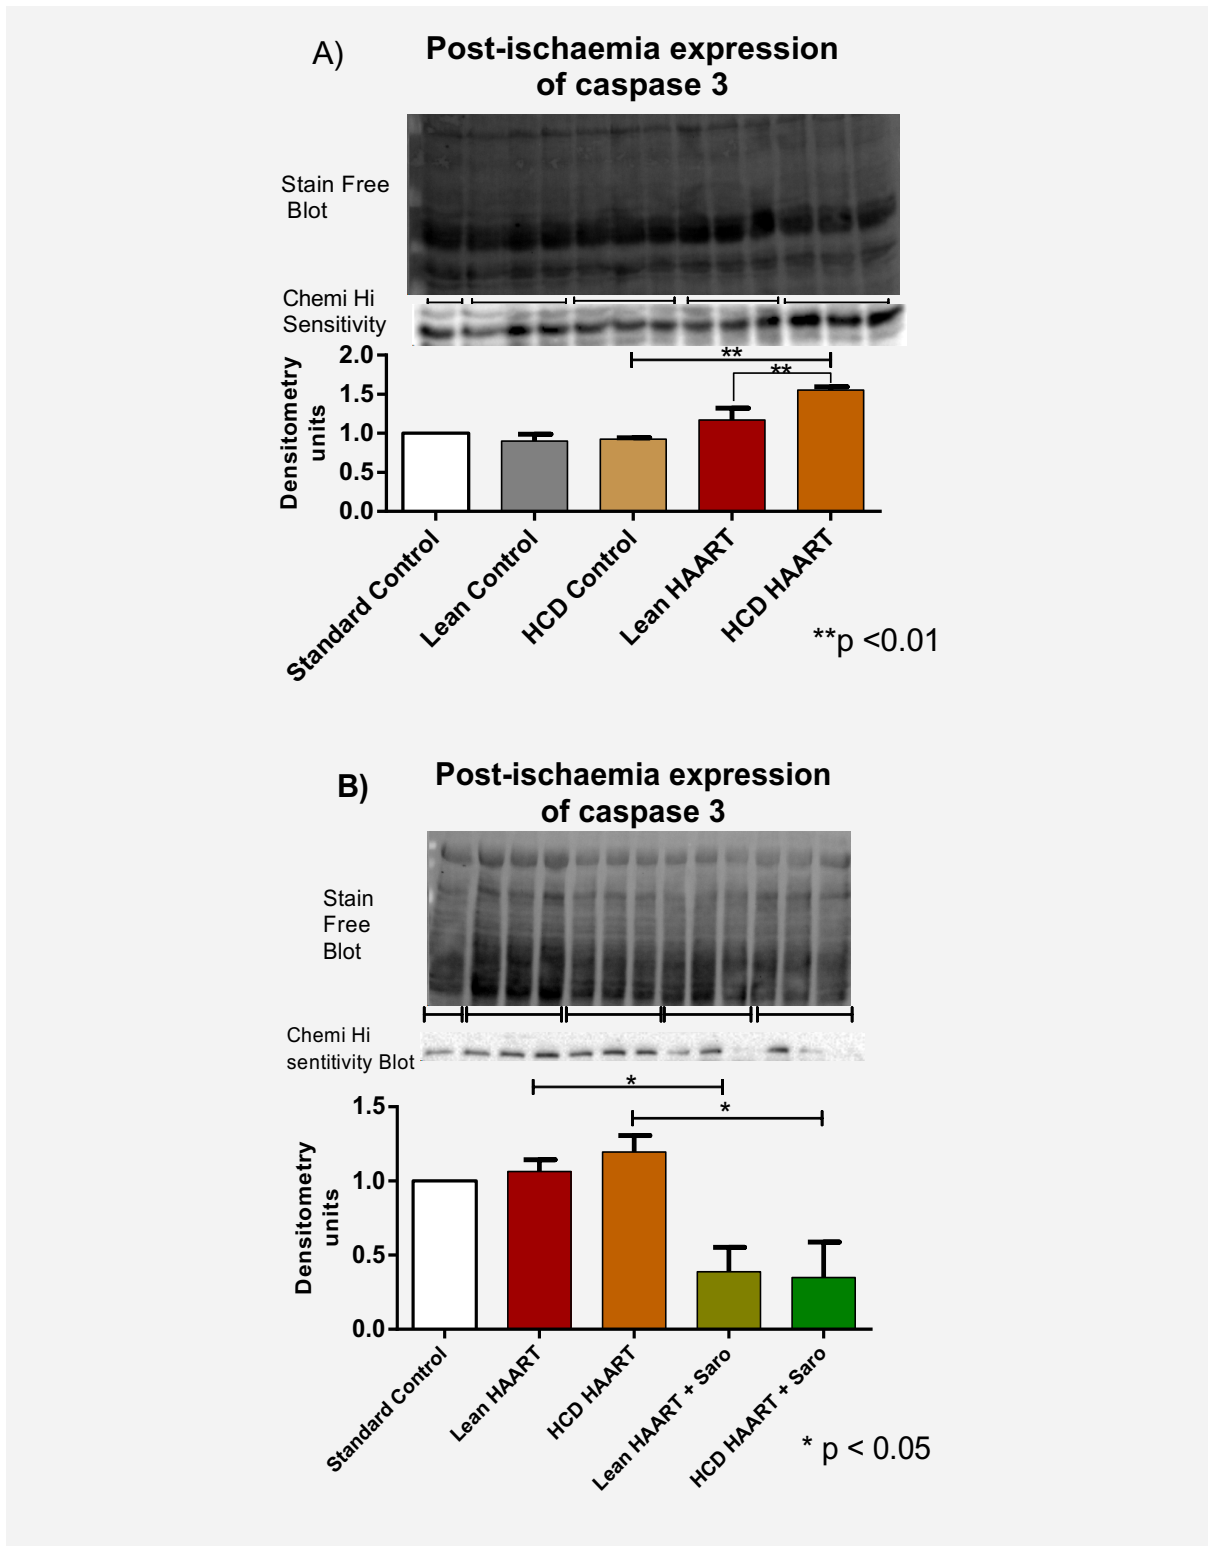 A)
Post-ischaemia expression
of caspase 3
Stain Free
Blot
Chemi Hi
Sensitivity
**
**
2.0
1.5
1.0
0.5
0.0
Densitometry
units
Standard Control
Lean Control
HCD Control
Lean HAART
HCD HAART
**p <0.01
B)
Post-ischaemia expression
of caspase 3
Stain
Free
Blot
Chemi Hi
sentitivity Blot
*
*
1.5
1.0
0.5
0.0
Densitometry
units
Standard Control
Lean HAART
HCD HAART
Lean HAART + Saro
HCD HAART + Saro
* p < 0.05